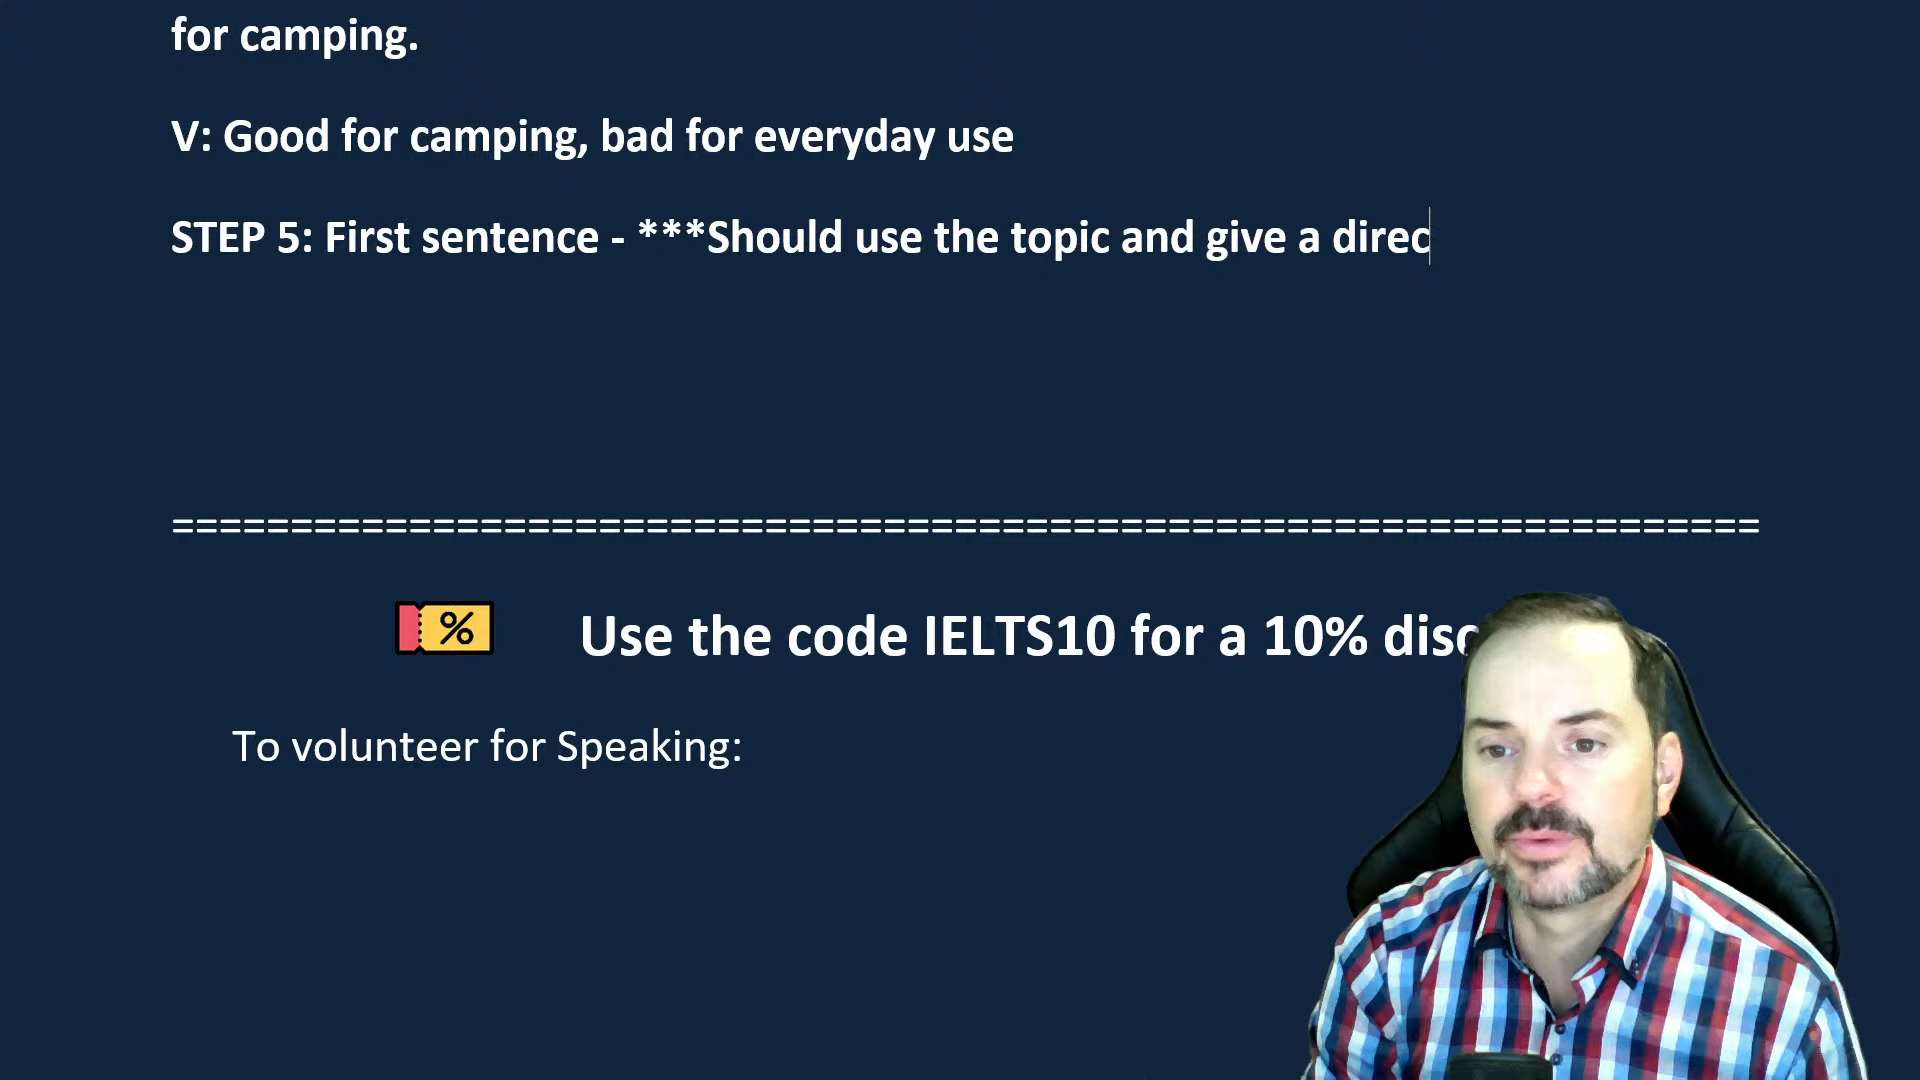 for camping.
V: Good for camping, bad for everyday use
STEP 5: First sentence - ***Should use the topic and give a direc
===================================================================
% Use the code IELTS10 for a 10% disc
To volunteer for Speaking: